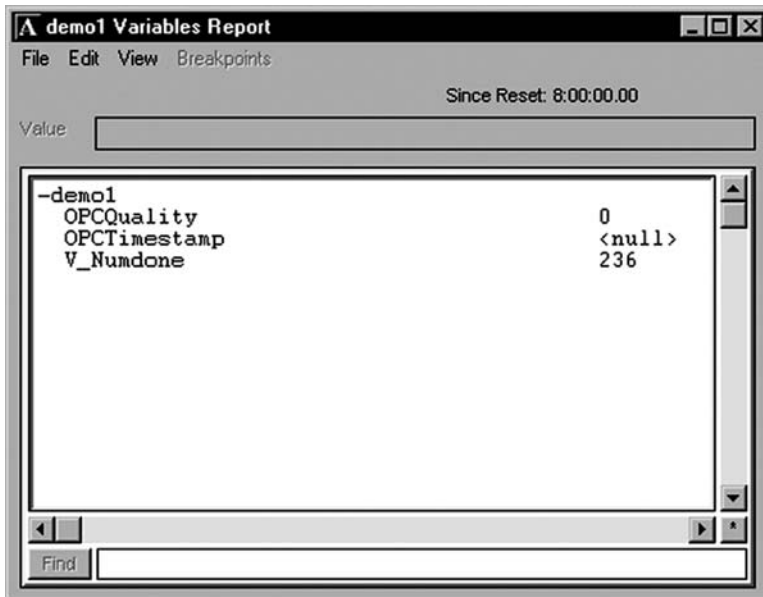 A demo1 Variables Report
File Edit View Breakpoints
Since Reset: 8:00:00.00
Value
-demo1
OPCQuality 0
OPCTimestamp <null>
V_Numdone 236
*
Find